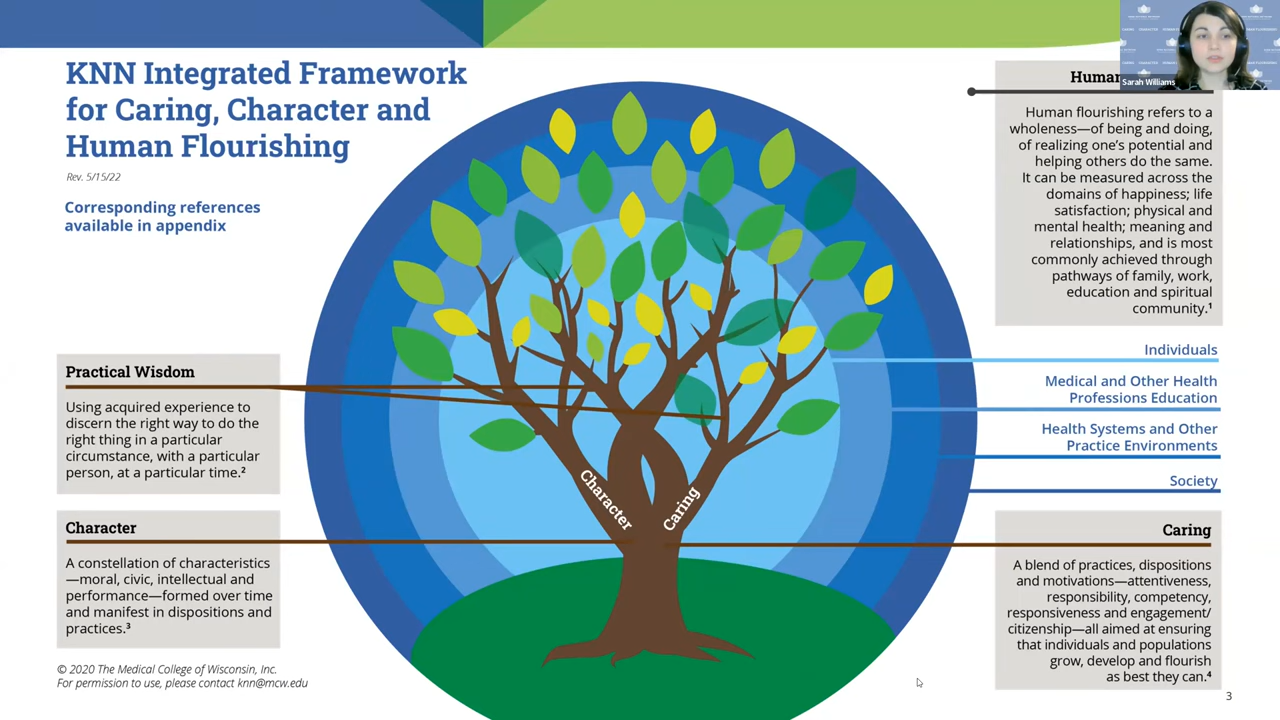 KNN Integrated Framework
for Caring, Character and
Human Flourishing
Rev. 5/15/22
Corresponding references
available in appendix
Practical Wisdom
Using acquired experience to
discern the right way to do the
right thing in a particular
circumstance, with a particular
person, at a particular time.²
Character
A constellation of characteristics
—moral, civic, intellectual and
performance—formed over time
and manifest in dispositions and
practices.³
© 2020 The Medical College of Wisconsin, Inc.
For permission to use, please contact knn@mcw.edu
Character
Caring
Sarah Williams
Human
Human flourishing refers to a
wholeness—of being and doing,
of realizing one's potential and
helping others do the same.
It can be measured across the
domains of happiness; life
satisfaction; physical and
mental health; meaning and
relationships, and is most
commonly achieved through
pathways of family, work,
education and spiritual
community.¹
Individuals
Medical and Other Health
Professions Education
Health Systems and Other
Practice Environments
Society
Caring
A blend of practices, dispositions
and motivations—attentiveness,
responsibility, competency,
responsiveness and engagement/
citizenship—all aimed at ensuring
that individuals and populations
grow, develop and flourish
as best they can.⁴
3